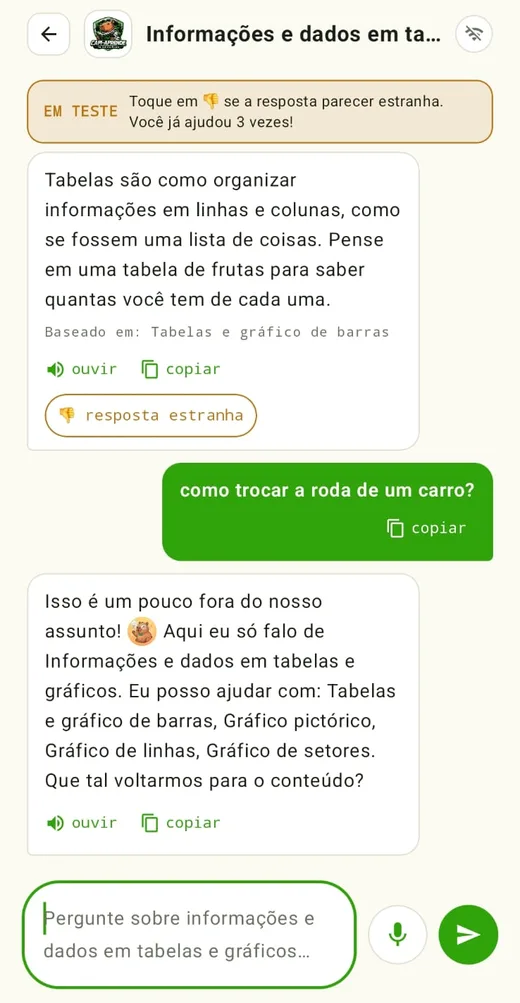 Informações e dados em ta...
EM TESTE
Toque em 👎 se a resposta parecer estranha.
Você já ajudou 3 vezes!
Tabelas são como organizar
informações em linhas e colunas, como
se fossem uma lista de coisas. Pense
em uma tabela de frutas para saber
quantas você tem de cada uma.
Baseado em: Tabelas e gráfico de barras
ouvir copiar
👎 resposta estranha
como trocar a roda de um carro?
copiar
Isso é um pouco fora do nosso
assunto! Aqui eu só falo de
Informações e dados em tabelas e
gráficos. Eu posso ajudar com: Tabelas
e gráfico de barras, Gráfico pictórico,
Gráfico de linhas, Gráfico de setores.
Que tal voltarmos para o conteúdo?
ouvir copiar
Pergunte sobre informações e
dados em tabelas e gráficos...